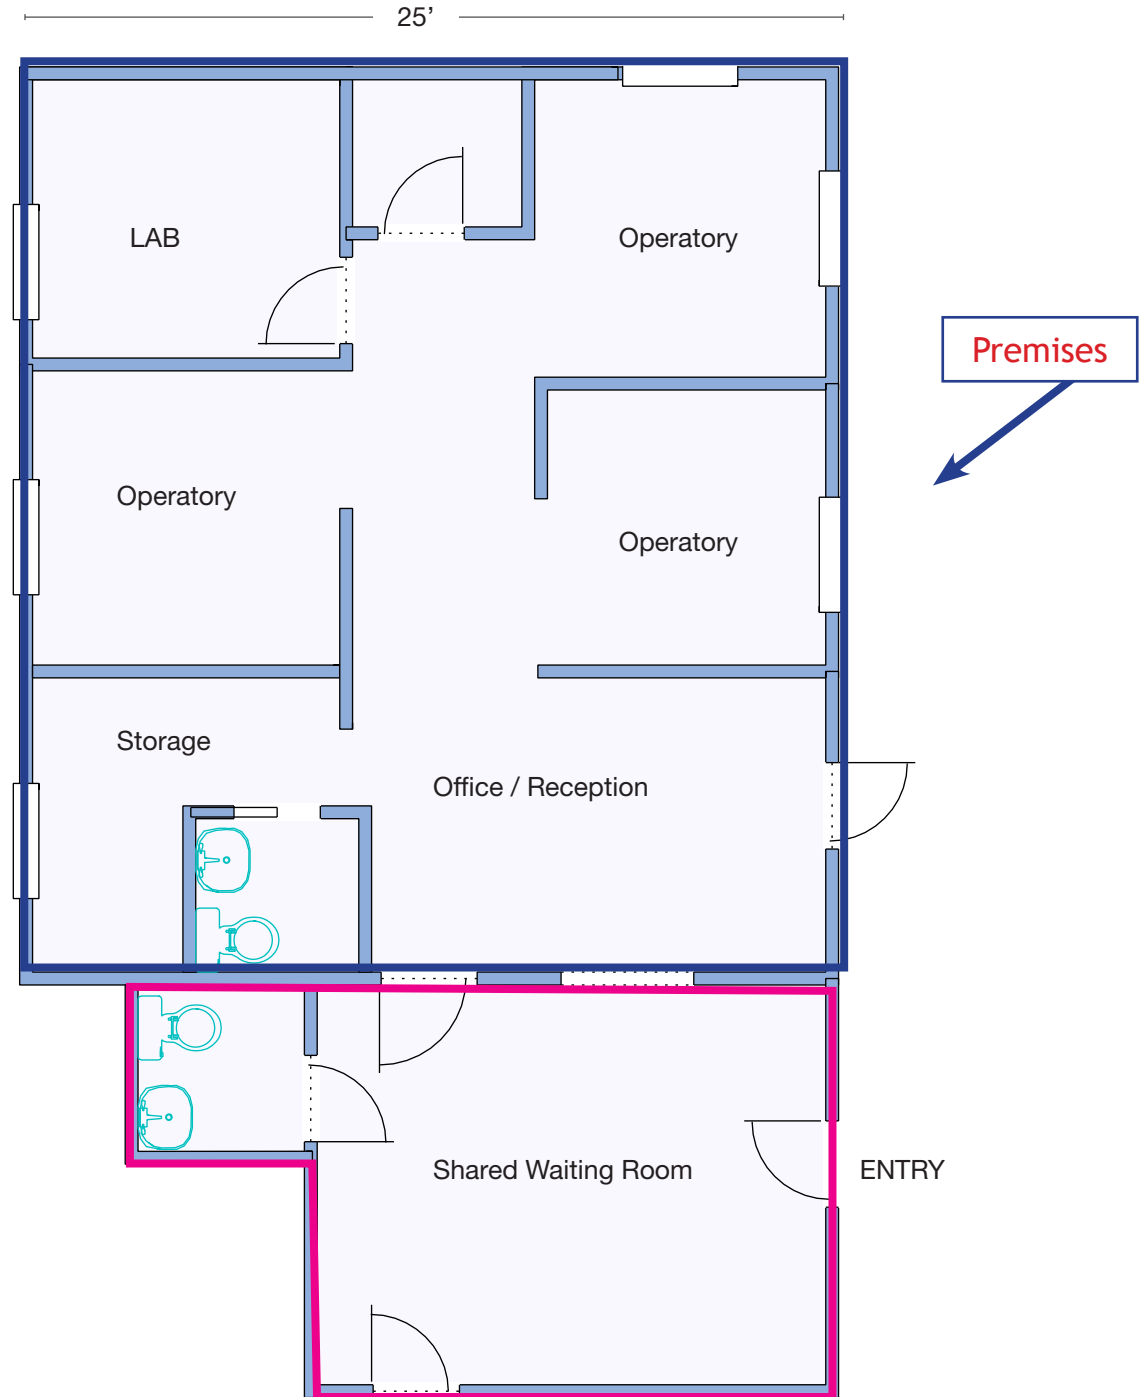 25’
LAB
Operatory
Premises
Operatory
Operatory
Storage
Office / Reception
Shared Waiting Room
ENTRY